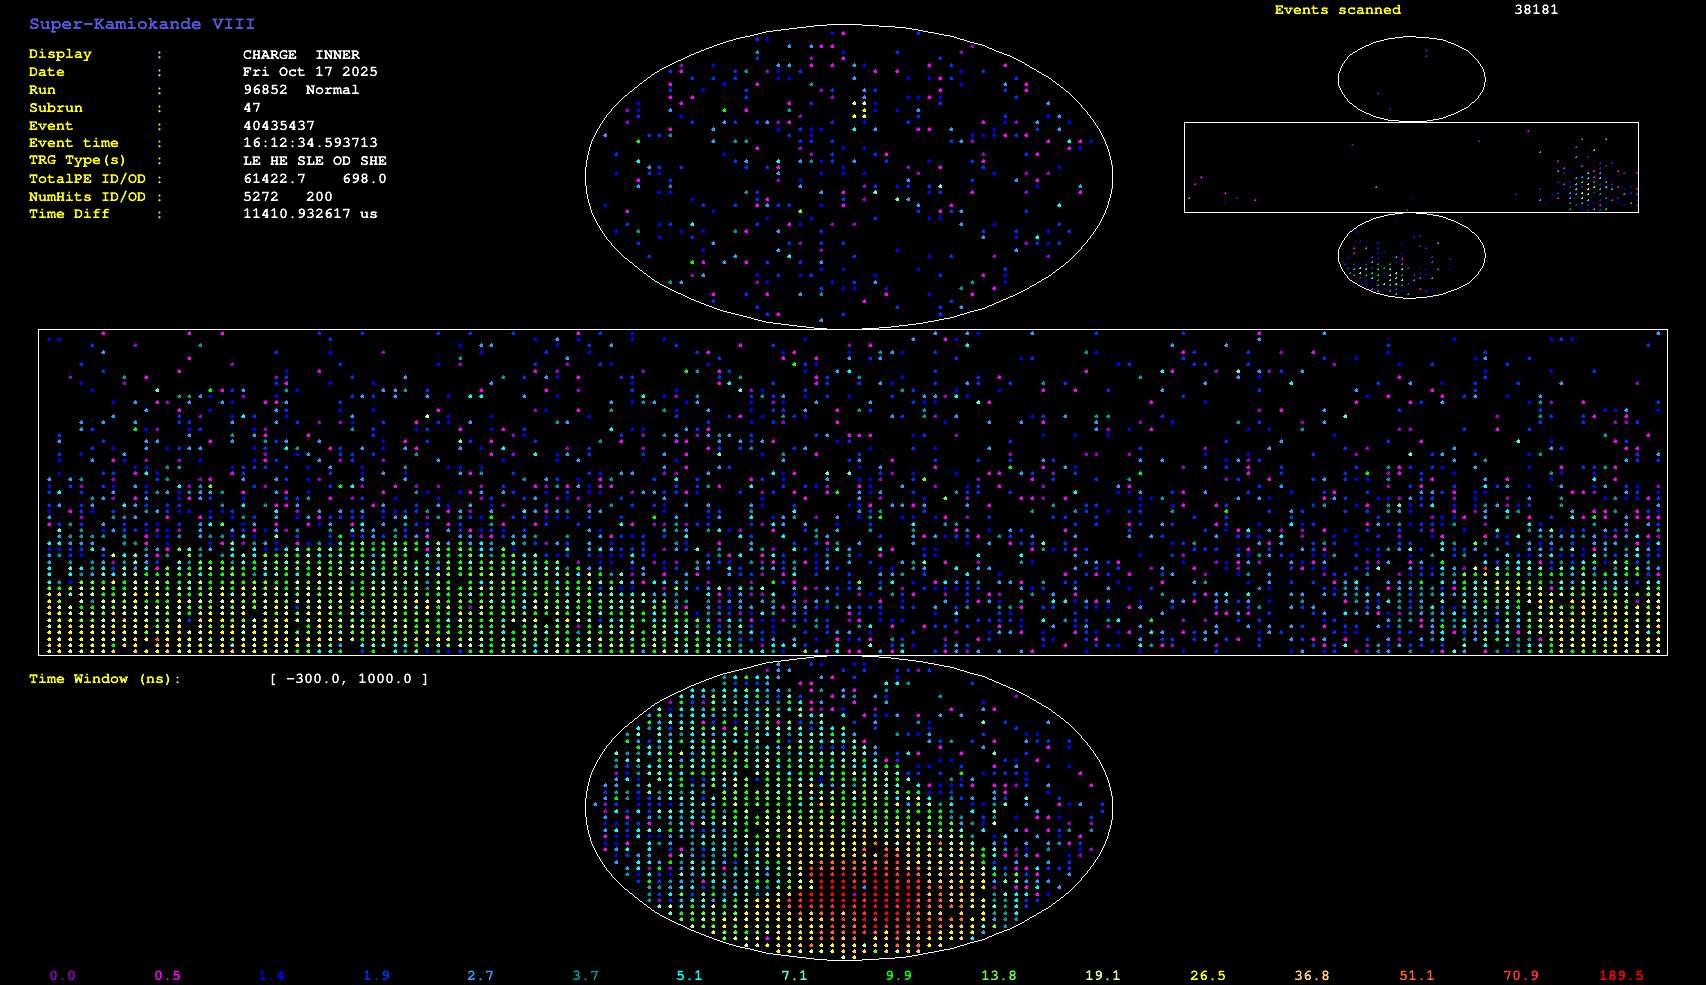 Super-Kamiokande VIII
Events scanned 38181
Display : CHARGE INNER
Date : Fri Oct 17 2025
Run : 96852 Normal
Subrun : 47
Event : 40435437
Event time : 16:12:34.593713
TRG Type(s) : LE HE SLE OD SHE
TotalPE ID/OD : 61422.7 698.0
NumHits ID/OD : 5272 200
Time Diff : 11410.932617 us
Time Window (ns): [ -300.0, 1000.0 ]
0.0 0.5 1.4 1.9 2.7 3.7 5.1 7.1 9.9 13.8 19.1 26.5 36.8 51.1 70.9 189.5